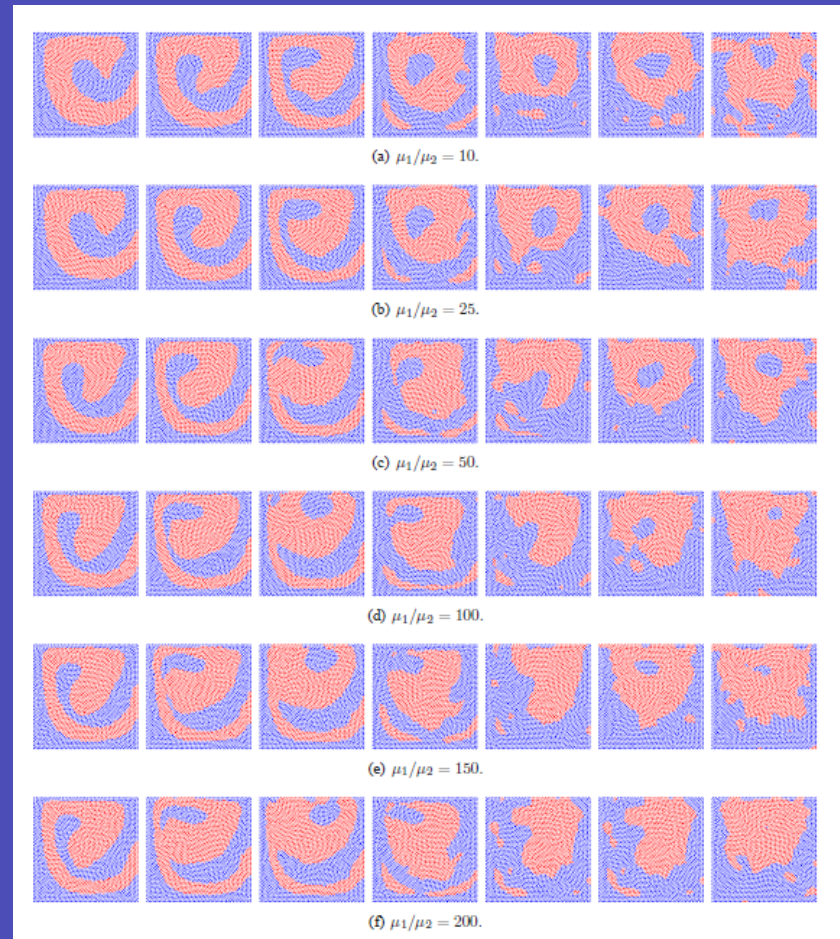 (a) μ₁/μ₂ = 10.
(b) μ₁/μ₂ = 25.
(c) μ₁/μ₂ = 50.
(d) μ₁/μ₂ = 100.
(e) μ₁/μ₂ = 150.
(f) μ₁/μ₂ = 200.